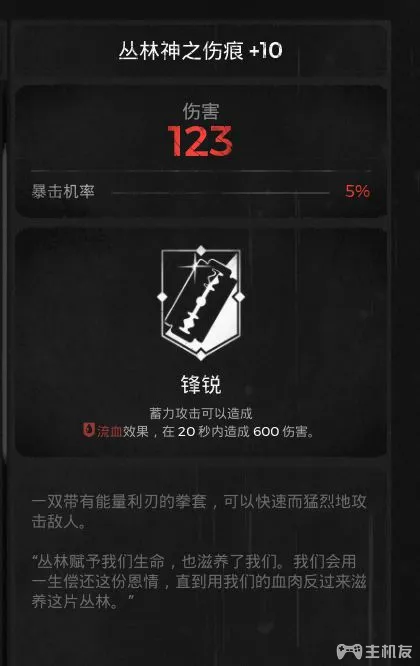 丛林神之伤痕 +10
伤害
123
暴击机率 5%
锋锐
蓄力攻击可以造成
流血效果，在 20 秒内造成 600 伤害。
一双带有能量利刃的拳套，可以快速而猛烈地攻
击敌人。
“丛林赋予我们生命，也滋养了我们。我们会用
一生偿还这份恩情，直到用我们的血肉反过来滋
养这片丛林。”
主机友